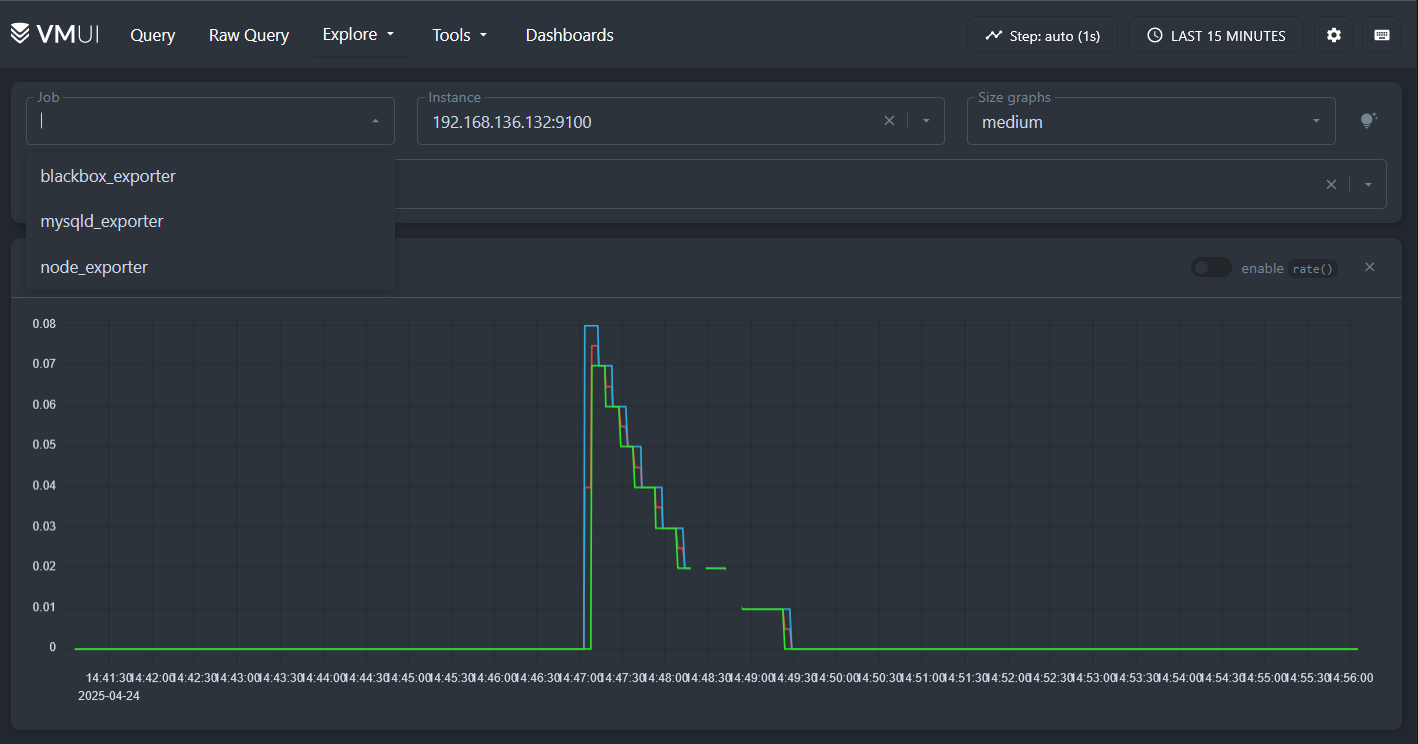 VMUI Query Raw Query Explore Tools Dashboards Step: auto (1s) LAST 15 MINUTES
Job Instance Size graphs
192.168.136.132:9100 medium
blackbox_exporter
mysqld_exporter
node_exporter enable rate()
0.08
0.07
0.06
0.05
0.04
0.03
0.02
0.01
0
14:41:30 14:42:00 14:42:30 14:43:00 14:43:30 14:44:00 14:44:30 14:45:00 14:45:30 14:46:00 14:46:30 14:47:00 14:47:30 14:48:00 14:48:30 14:49:00 14:49:30 14:50:00 14:50:30 14:51:00 14:51:30 14:52:00 14:52:30 14:53:00 14:53:30 14:54:00 14:54:30 14:55:00 14:55:30 14:56:00
2025-04-24